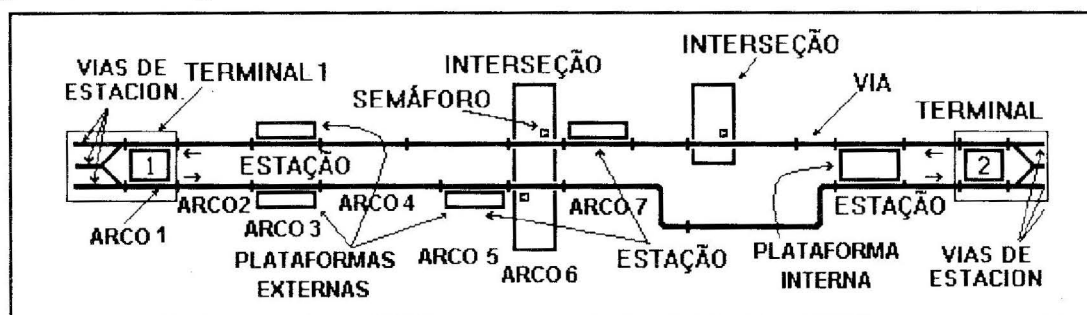 VIAS DE
ESTACION.
TERMINAL 1
INTERSEÇÃO
SEMÁFORO
INTERSEÇÃO
VIA
TERMINAL
1
ESTAÇÃO
2
ARCO 1
ARCO2
ARCO 3
ARCO 4
PLATAFORMAS
EXTERNAS
ARCO 5
ARCO 6
ARCO 7
ESTAÇÃO
PLATAFORMA
INTERNA
ESTAÇÃO
VIAS DE
ESTACION